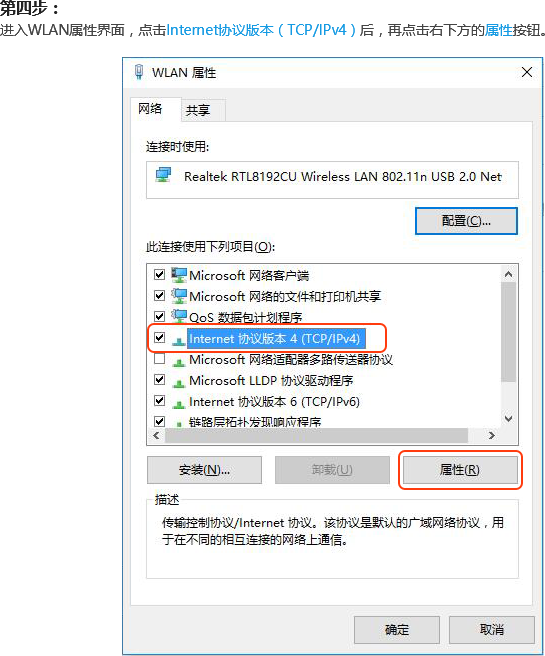 第四步：
进入WLAN属性界面，点击Internet协议版本（TCP/IPv4）后，再点击右下方的属性按钮。
WLAN 属性
网络 共享
连接时使用:
Realtek RTL8192CU Wireless LAN 802.11n USB 2.0 Net
配置(C)...
此连接使用下列项目(O):
Microsoft 网络客户端
Microsoft 网络的文件和打印机共享
QoS 数据包计划程序
Internet 协议版本 4 (TCP/IPv4)
Microsoft 网络适配器多路传送器协议
Microsoft LLDP 协议驱动程序
Internet 协议版本 6 (TCP/IPv6)
链路层拓扑发现响应程序
安装(N)... 卸载(U) 属性(R)
描述
传输控制协议/Internet 协议。该协议是默认的广域网络协议，用
于在不同的相互连接的网络上通信。
确定 取消